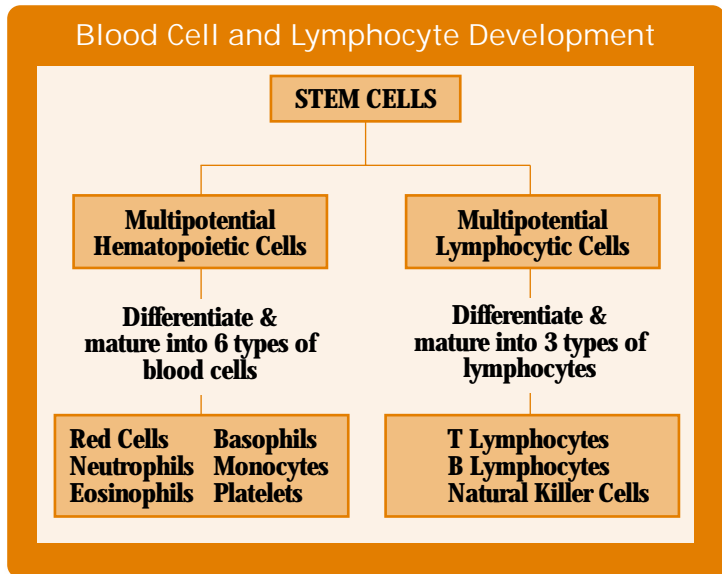 Blood Cell and Lymphocyte Development
STEM CELLS
Multipotential
Hematopoietic Cells
Multipotential
Lymphocytic Cells
Differentiate &
mature into 6 types of
blood cells
Differentiate &
mature into 3 types of
lymphocytes
Red Cells
Neutrophils
Eosinophils
Basophils
Monocytes
Platelets
T Lymphocytes
B Lymphocytes
Natural Killer Cells